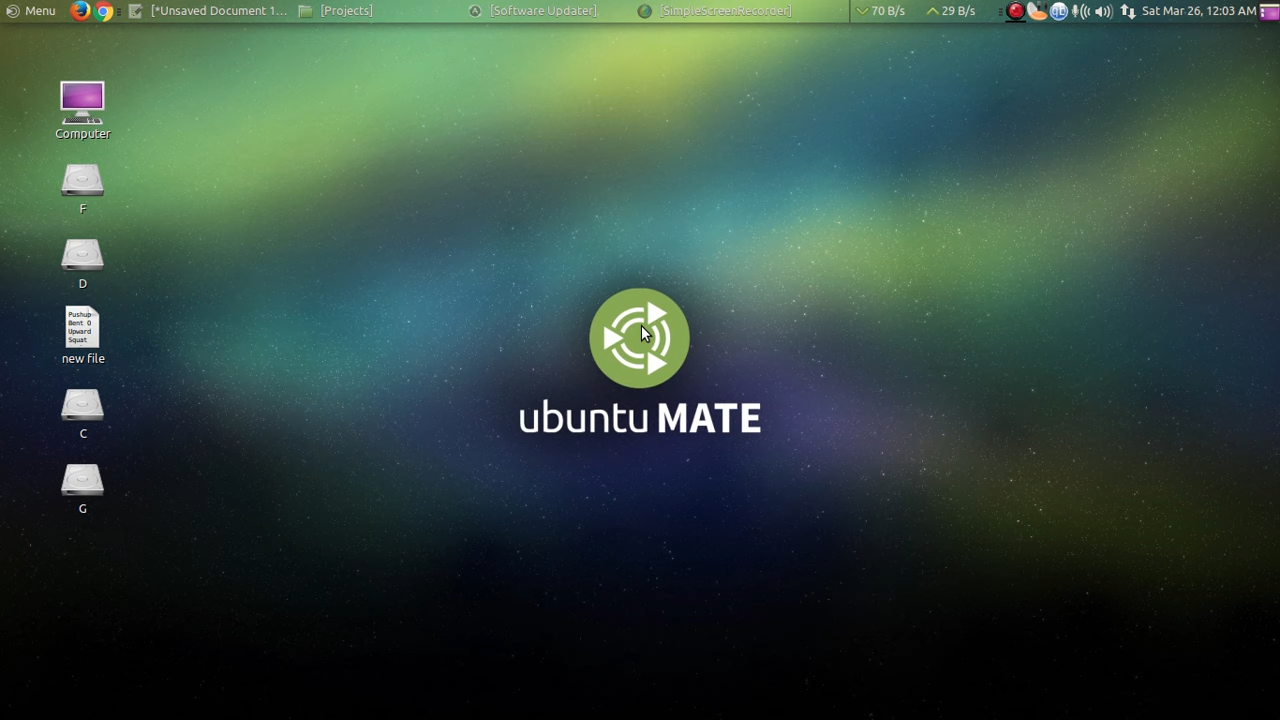 Menu [*Unsaved Document 1... [Projects] [Software Updater] [SimpleScreenRecorder] 70 B/s 29 B/s Sat Mar 26, 12:03 AM
Computer
F
D
Pushup
Bent O
Upward
Squat
new file
C
G
ubuntu MATE